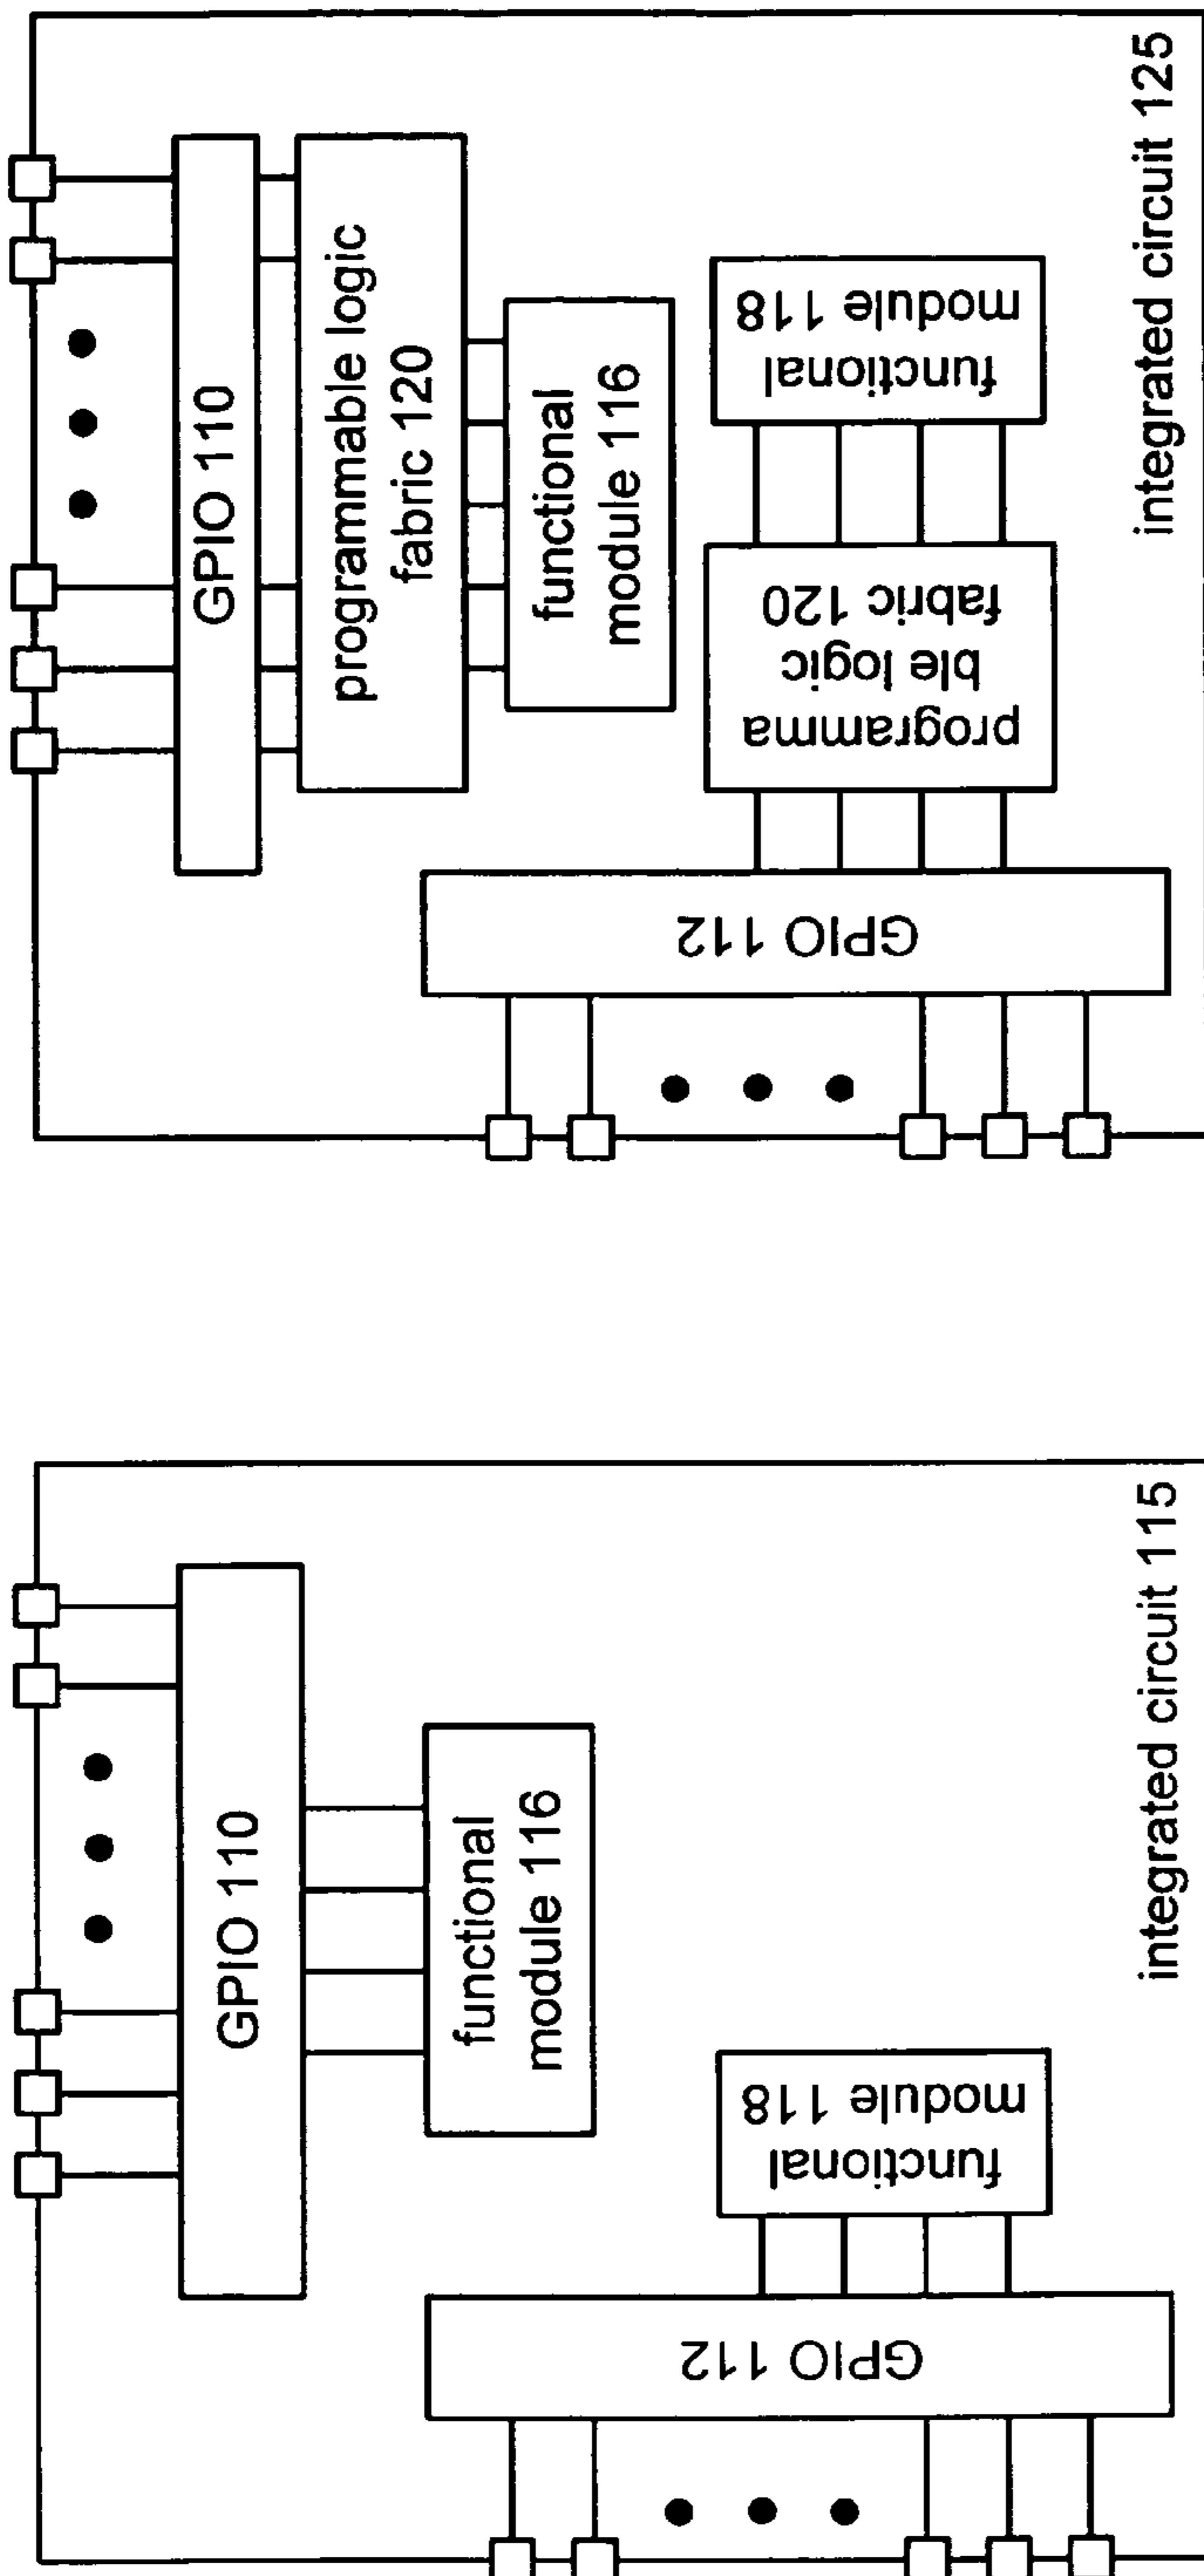 GPIO 110
functional
module 116
GPIO 112
functional
module 118
integrated circuit 115
GPIO 110
programmable logic
fabric 120
functional
module 116
GPIO 112
programma
ble logic
fabric 120
functional
module 118
integrated circuit 125